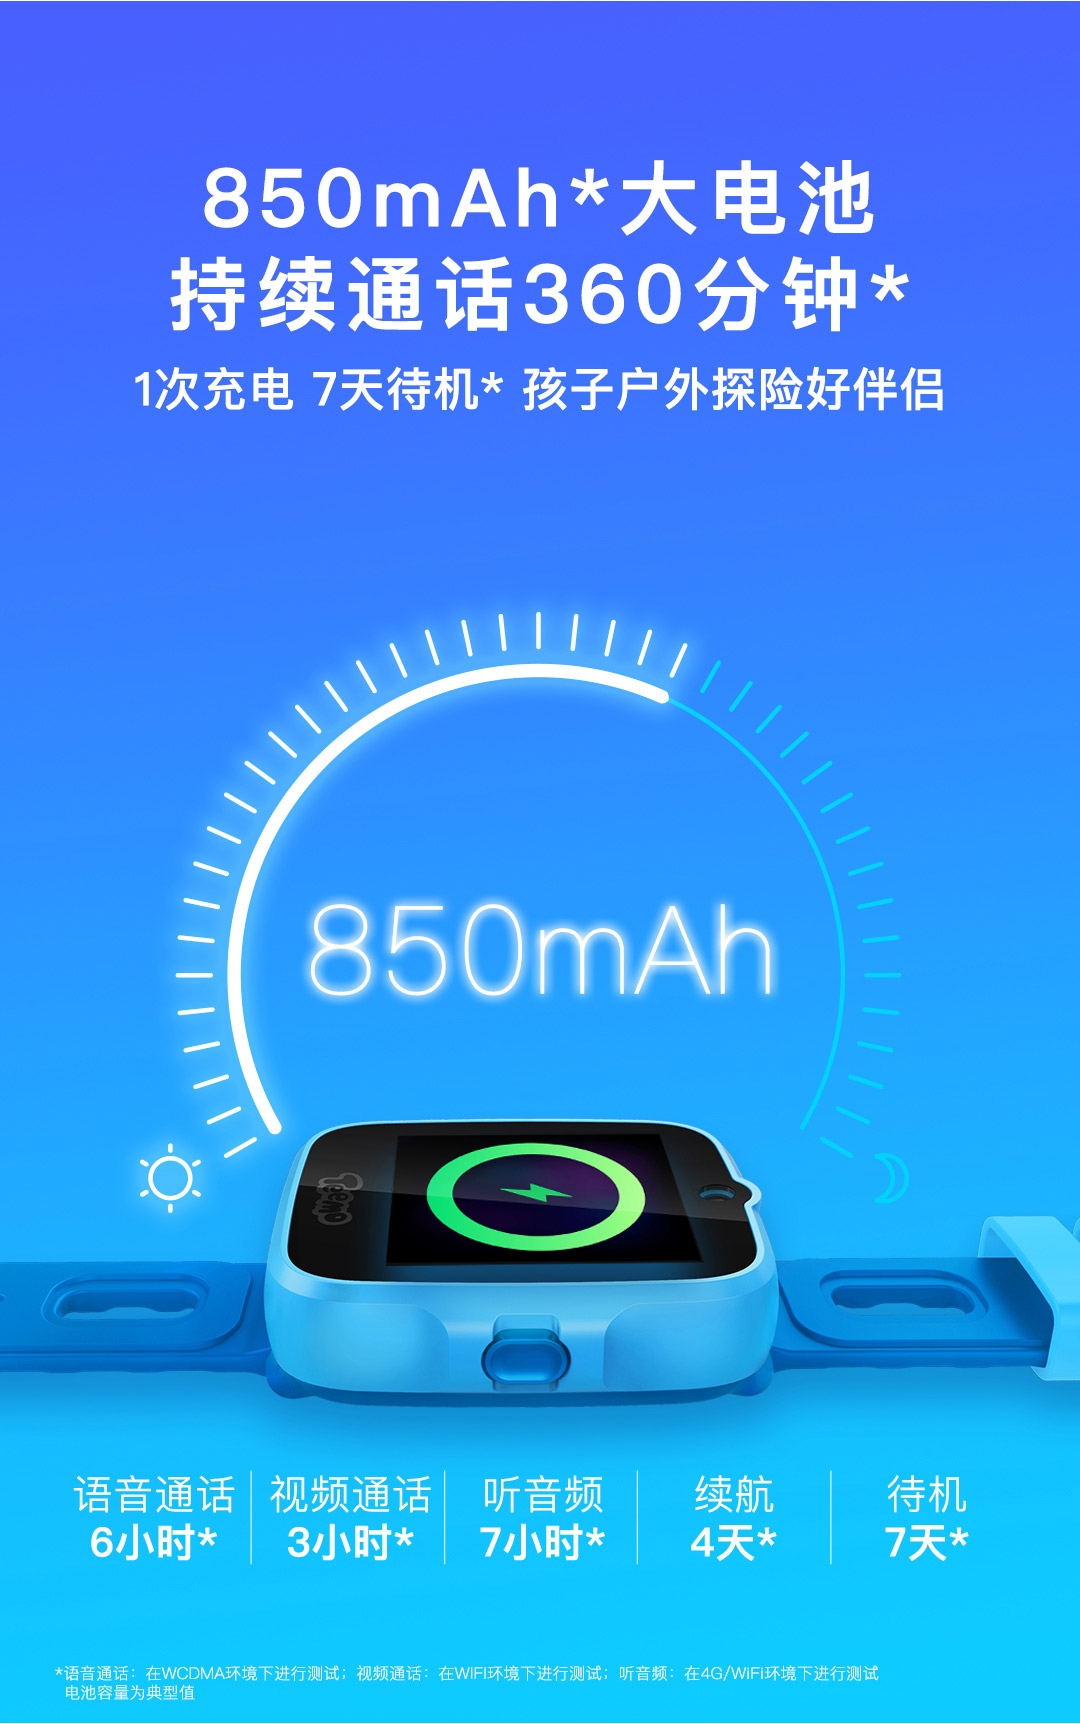 850mAh*大电池
持续通话360分钟*
1次充电 7天待机* 孩子户外探险好伴侣
850mAh
语音通话
6小时*
视频通话
3小时*
听音频
7小时*
续航
4天*
待机
7天*
*语音通话：在WCDMA环境下进行测试；视频通话：在WIFI环境下进行测试；听音频：在4G/WIFI环境下进行测试
电池容量为典型值